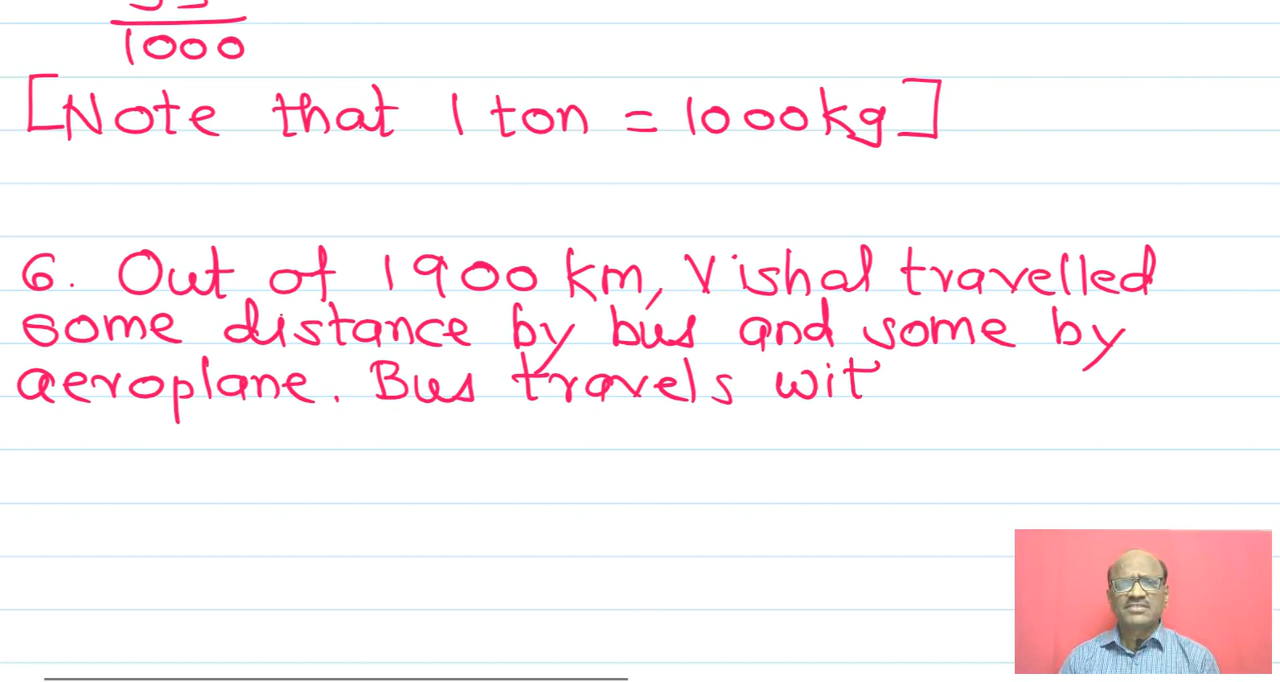 1000
[Note that 1 ton = 1000kg]
6. Out of 1900 km, Vishal travelled
some distance by bus and some by
aeroplane. Bus travels wit